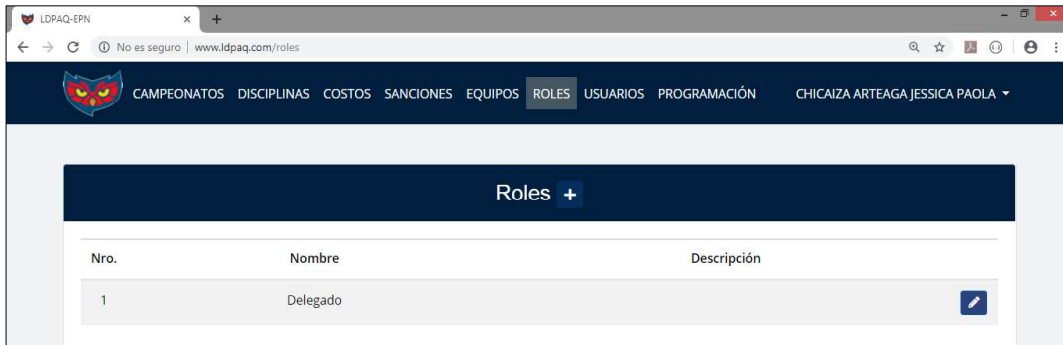 LDPAQ-EPN
No es seguro | www.ldpaq.com/roles
CAMPEONATOS DISCIPLINAS COSTOS SANCIONES EQUIPOS ROLES USUARIOS PROGRAMACIÓN CHICAIZA ARTEAGA JESSICA PAOLA
Roles +
Nro. Nombre Descripción
1 Delegado